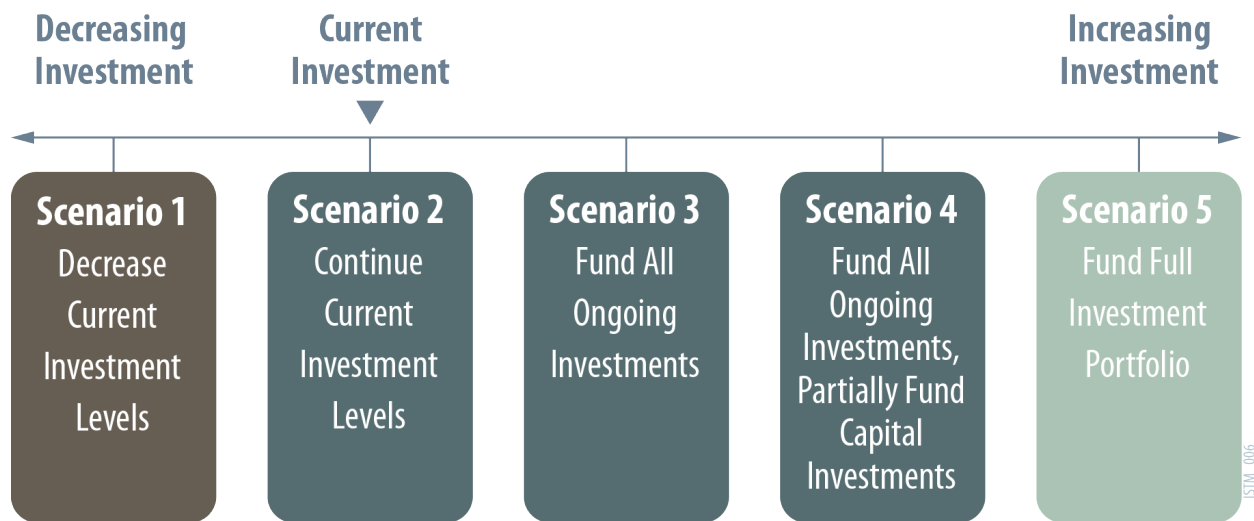 Decreasing
Investment
Current
Investment
Increasing
Investment
Scenario 1
Decrease
Current
Investment
Levels
Scenario 2
Continue
Current
Investment
Levels
Scenario 3
Fund All
Ongoing
Investments
Scenario 4
Fund All
Ongoing
Investments,
Partially Fund
Capital
Investments
Scenario 5
Fund Full
Investment
Portfolio
ISTM_006